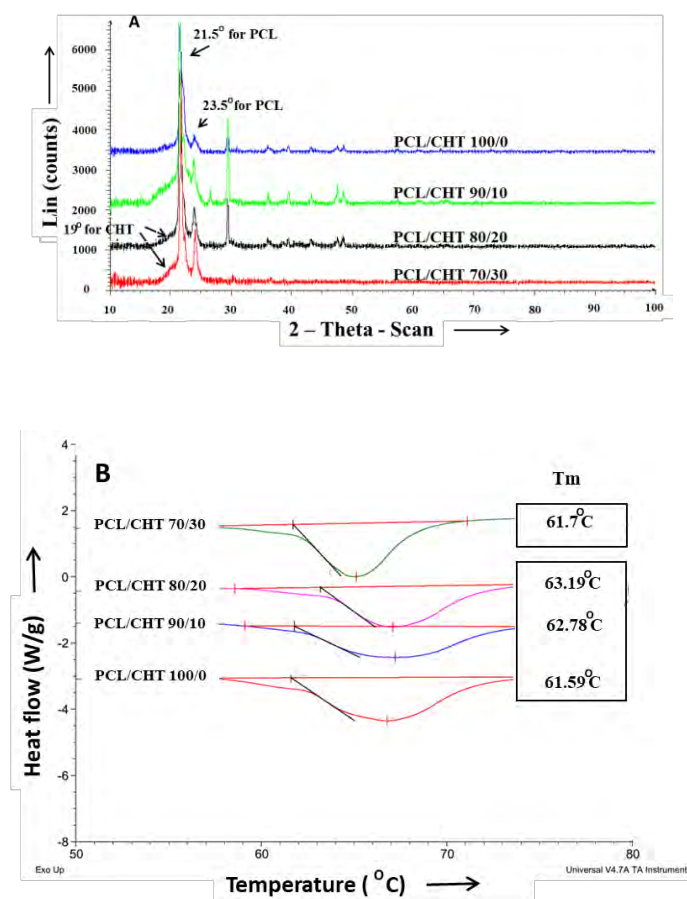 A
21.5° for PCL
23.5° for PCL
PCL/CHT 100/0
PCL/CHT 90/10
19° for CHT
PCL/CHT 80/20
PCL/CHT 70/30
Lin (counts)
6000
5000
4000
3000
2000
1000
0
10 20 30 40 50 60 70 80 90 100
2 – Theta - Scan
B
Tm
PCL/CHT 70/30
61.7°C
PCL/CHT 80/20
63.19°C
PCL/CHT 90/10
62.78°C
PCL/CHT 100/0
61.59°C
Heat flow (W/g)
4
2
0
-2
-4
-6
-8
50 60 70 80
Exo Up
Temperature (°C)
Universal V4.7A TA Instrument